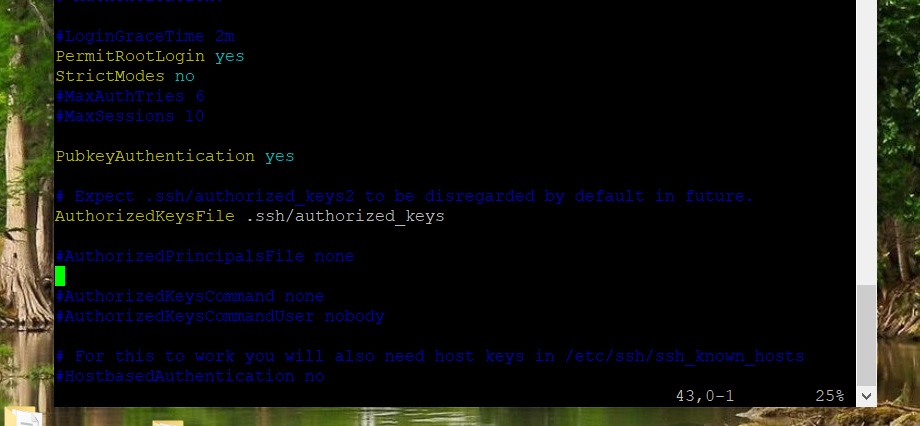 #LoginGraceTime 2m
PermitRootLogin yes
StrictModes no
#MaxAuthTries 6
#MaxSessions 10
PubkeyAuthentication yes
# Expect .ssh/authorized_keys2 to be disregarded by default in future.
AuthorizedKeysFile .ssh/authorized_keys
#AuthorizedPrincipalsFile none
#AuthorizedKeysCommand none
#AuthorizedKeysCommandUser nobody
# For this to work you will also need host keys in /etc/ssh/ssh_known_hosts
#HostbasedAuthentication no
43,0-1 25%